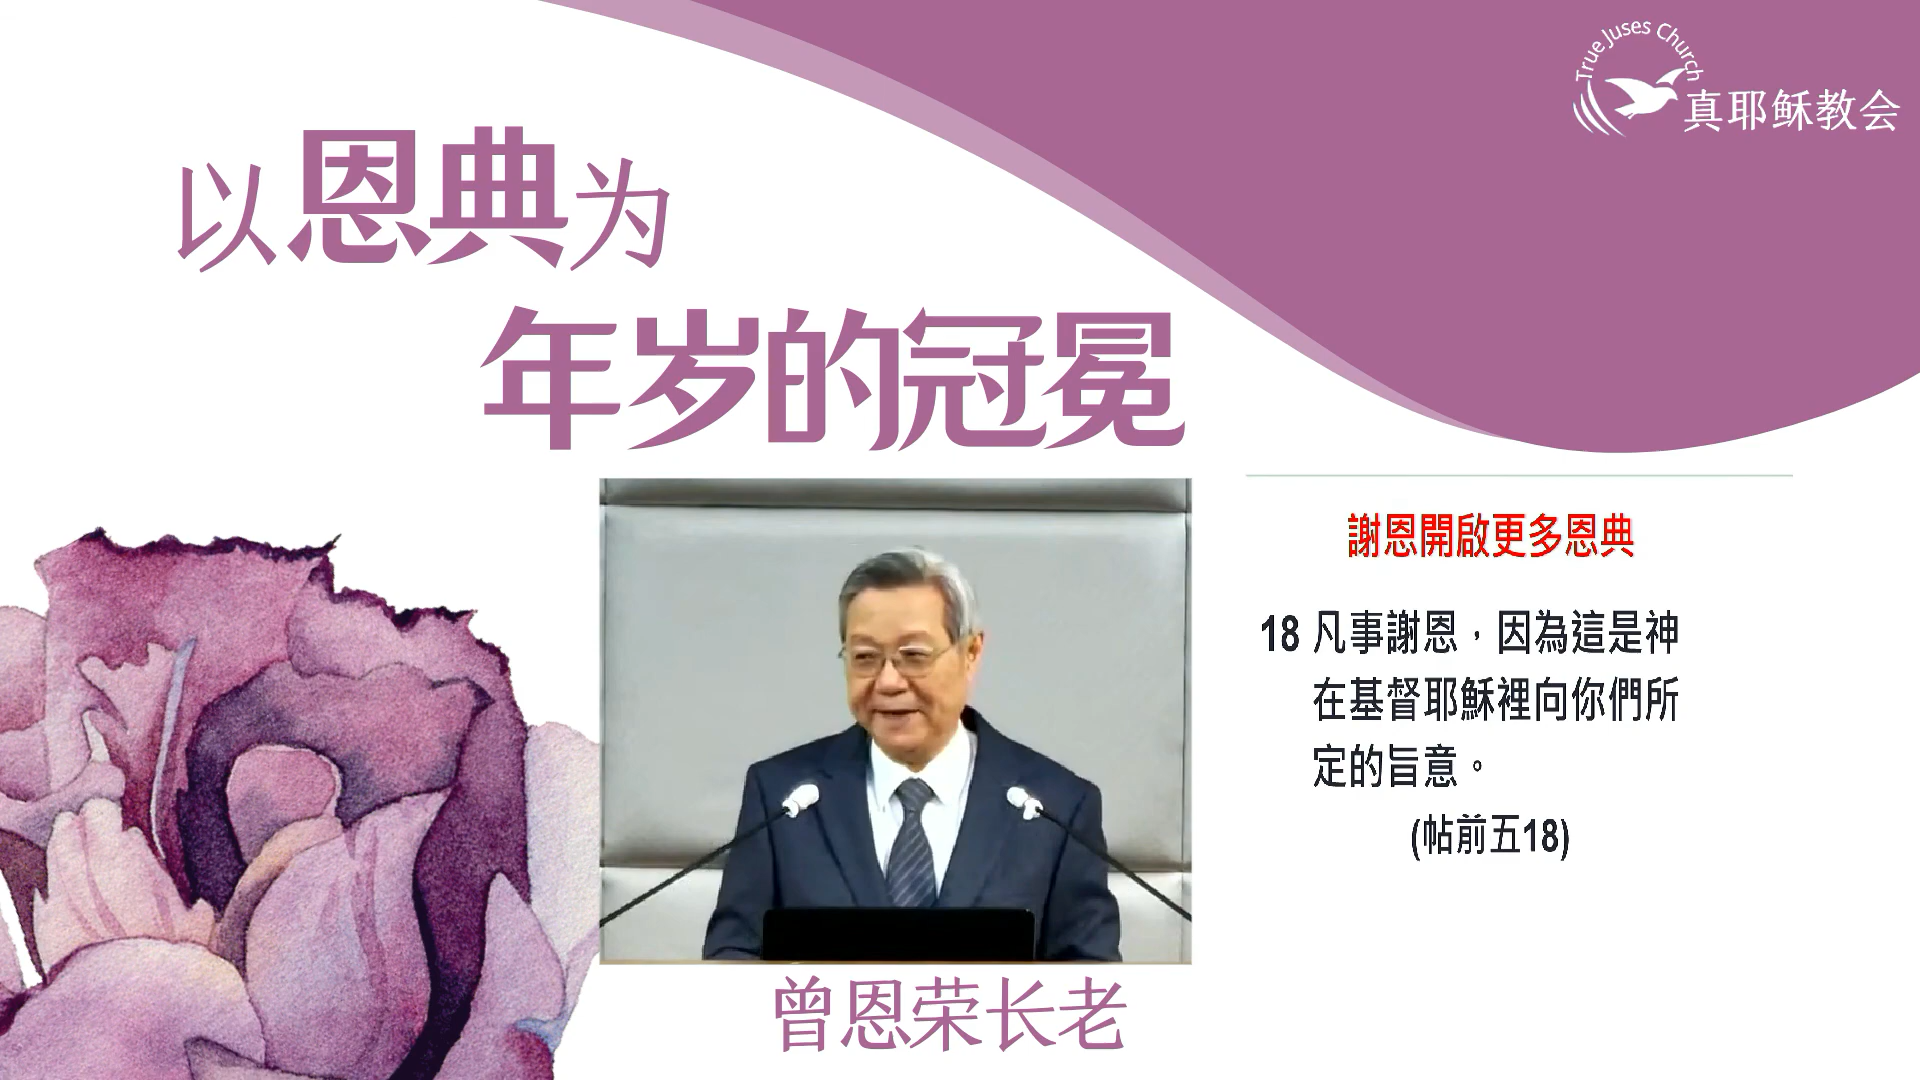 True Juses Church
真耶稣教会
以恩典为
年岁的冠冕
謝恩開啟更多恩典
18 凡事謝恩，因為這是神
在基督耶穌裡向你們所
定的旨意。
(帖前五18)
曾恩荣长老